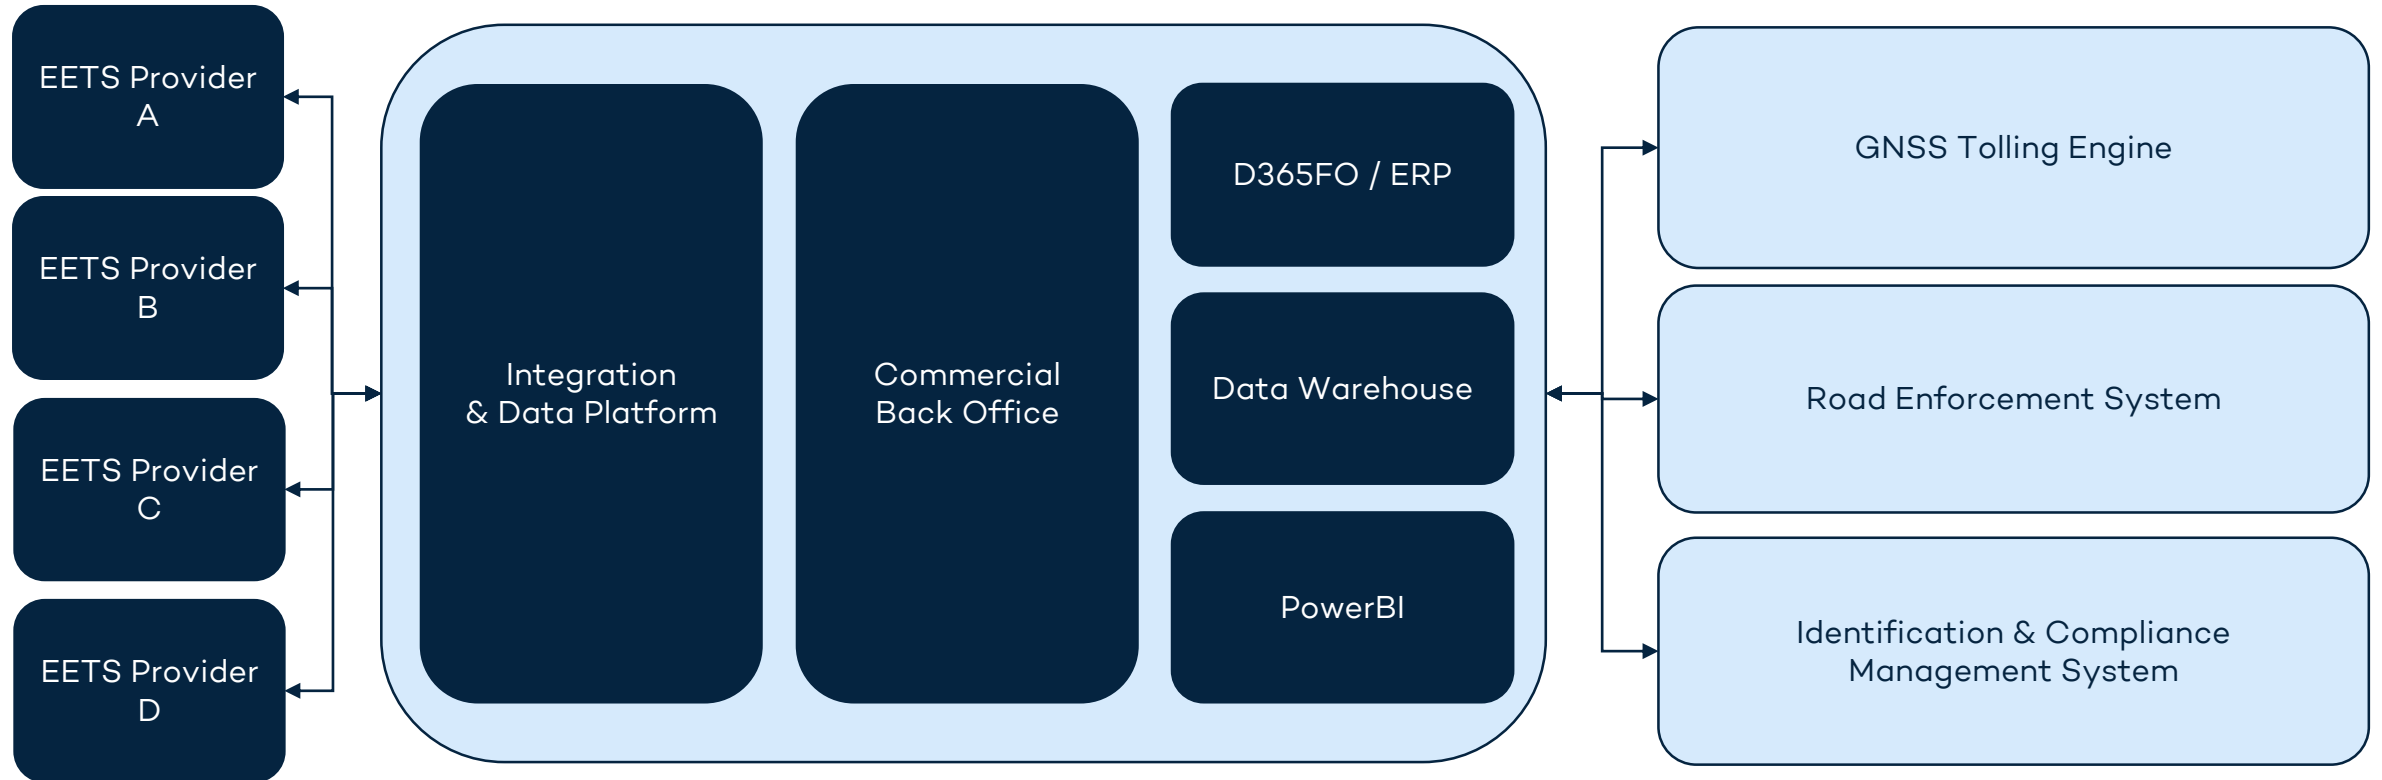 EETS Provider
A
EETS Provider
B
EETS Provider
C
EETS Provider
D
Integration
& Data Platform
Commercial
Back Office
D365FO / ERP
Data Warehouse
PowerBI
GNSS Tolling Engine
Road Enforcement System
Identification & Compliance
Management System